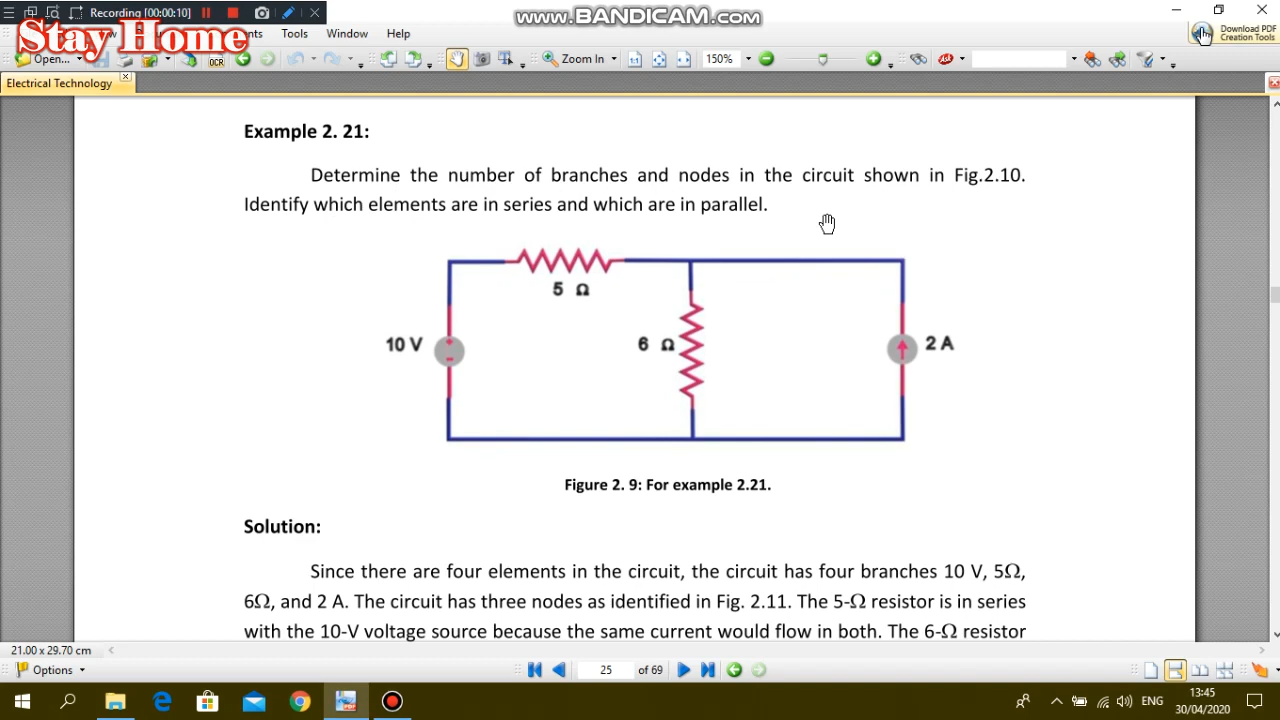 Recording [00:00:10]
www.BANDICAM.com
Stay Home
ents Tools Window Help
Download PDF
Creation Tools
Open... OCR Zoom In 150%
Electrical Technology
Example 2. 21:
Determine the number of branches and nodes in the circuit shown in Fig.2.10.
Identify which elements are in series and which are in parallel.
5 Ω
10 V
6 Ω
2 A
Figure 2. 9: For example 2.21.
Solution:
Since there are four elements in the circuit, the circuit has four branches 10 V, 5Ω,
6Ω, and 2 A. The circuit has three nodes as identified in Fig. 2.11. The 5-Ω resistor is in series
with the 10-V voltage source because the same current would flow in both. The 6-Ω resistor
21.00 x 29.70 cm
Options 25 of 69
ENG
13:45
30/04/2020